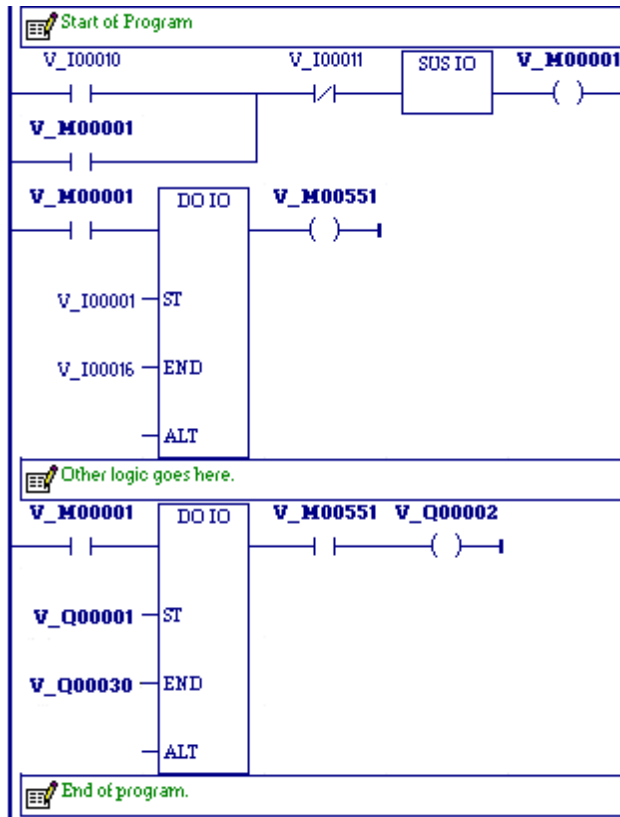 Start of Program
V_I00010 V_I00011 SUS IO V_M00001
V_M00001
V_M00001 DO IO V_M00551
V_I00001 ST
V_I00016 END
ALT
Other logic goes here.
V_M00001 DO IO V_M00551 V_Q00002
V_Q00001 ST
V_Q00030 END
ALT
End of program.